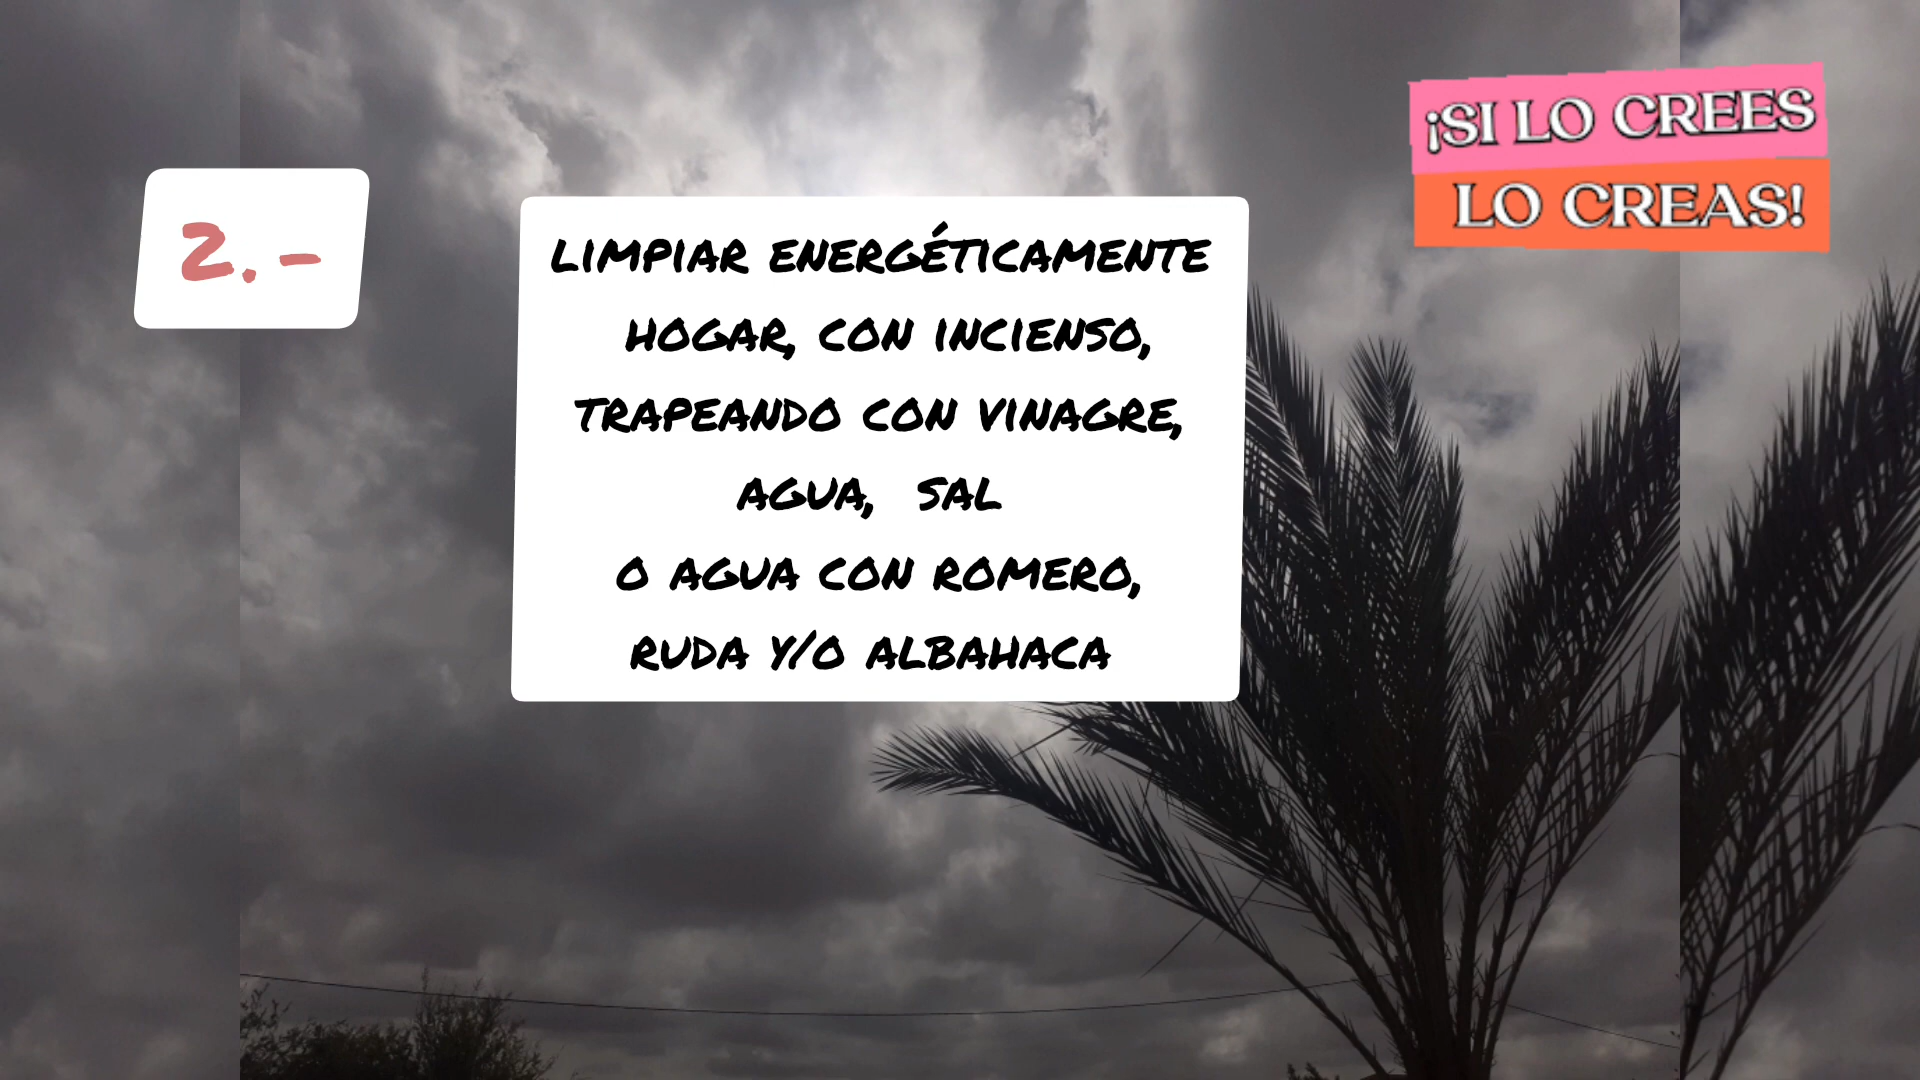 ¡SI LO CREES
LO CREAS!
2.-
LIMPIAR ENERGÉTICAMENTE
HOGAR, CON INCIENSO,
TRAPEANDO CON VINAGRE,
AGUA, SAL
O AGUA CON ROMERO,
RUDA Y/O ALBAHACA